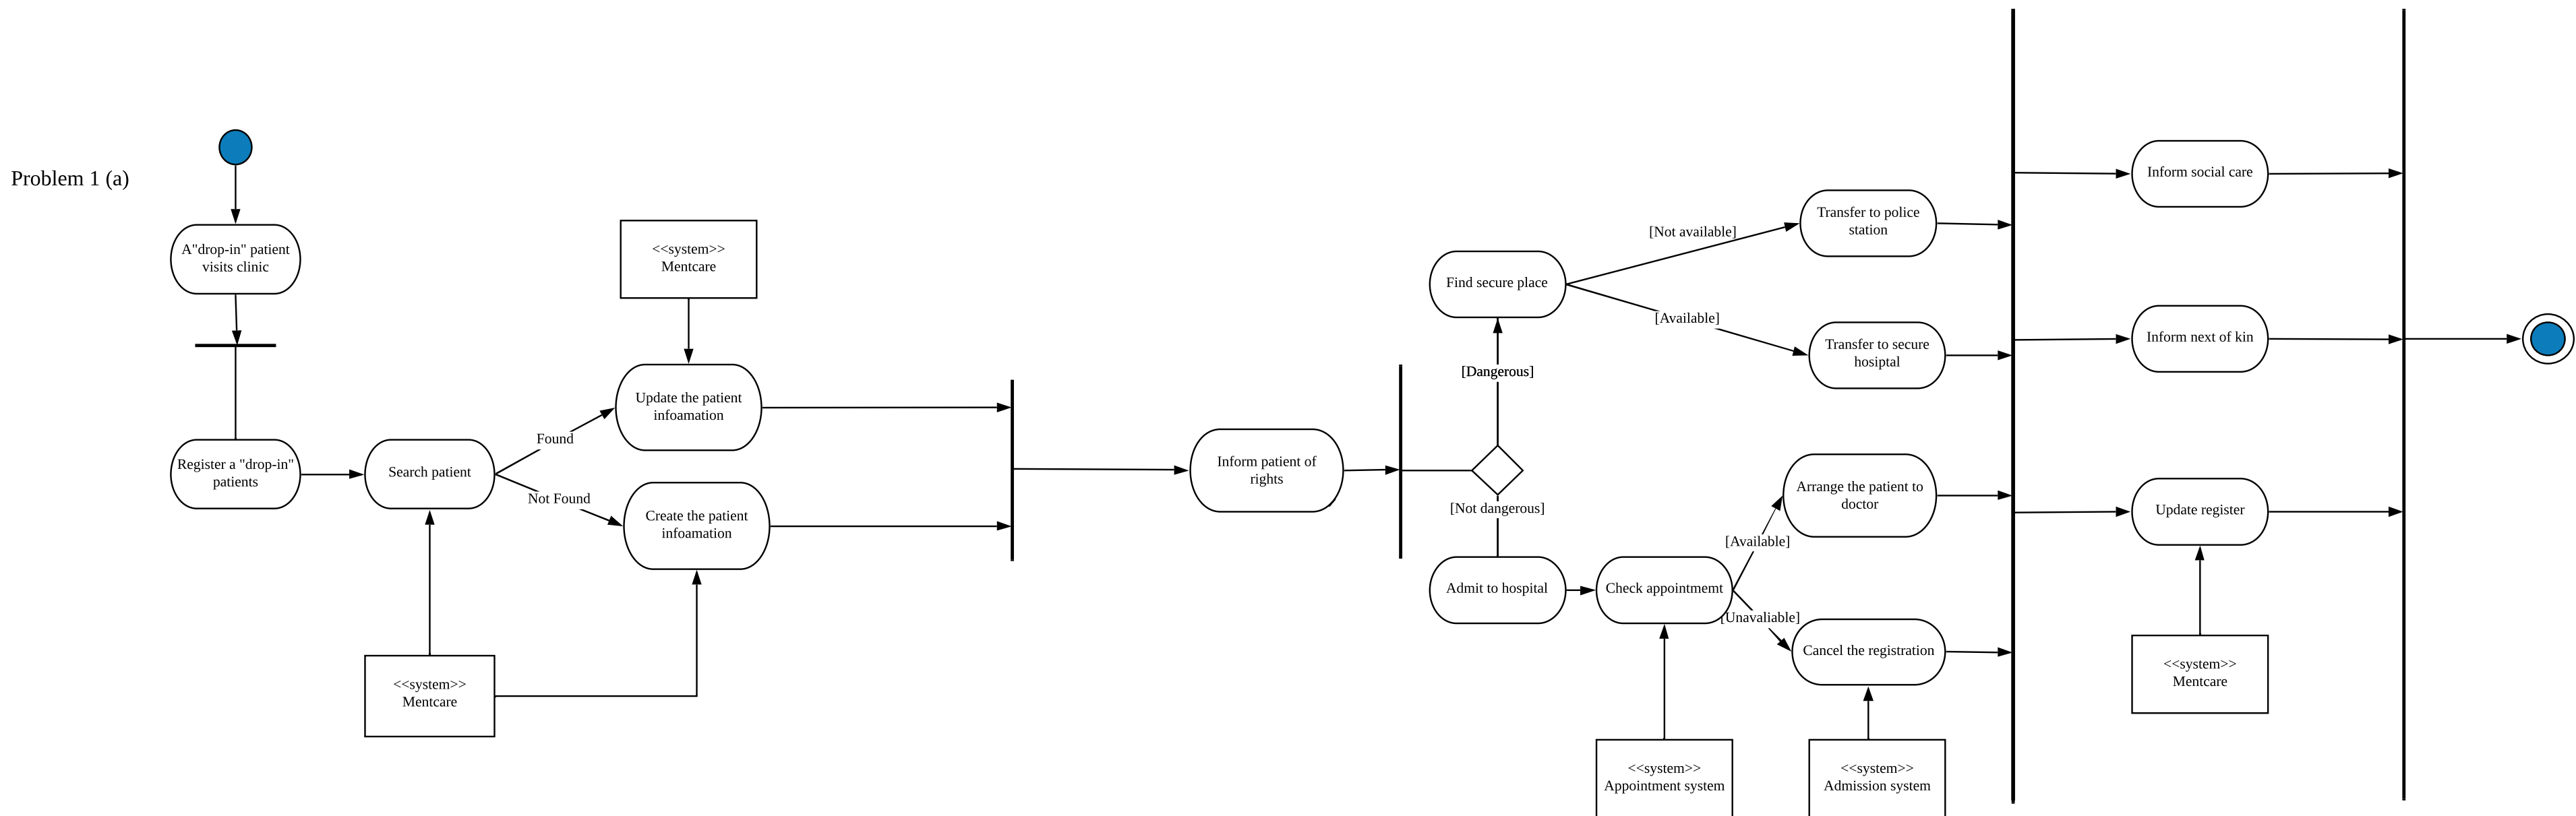 Problem 1 (a)
A"drop-in" patient
visits clinic
Register a "drop-in"
patients
Search patient
<<system>>
Mentcare
Found
Not Found
<<system>>
Mentcare
Update the patient
infoamation
Create the patient
infoamation
Inform patient of
rights
[Dangerous]
[Not dangerous]
Find secure place
[Not available]
[Available]
Transfer to police
station
Transfer to secure
hosiptal
Admit to hospital
Check appointmemt
[Available]
[Unavaliable]
Arrange the patient to
doctor
Cancel the registration
<<system>>
Appointment system
<<system>>
Admission system
Inform social care
Inform next of kin
Update register
<<system>>
Mentcare